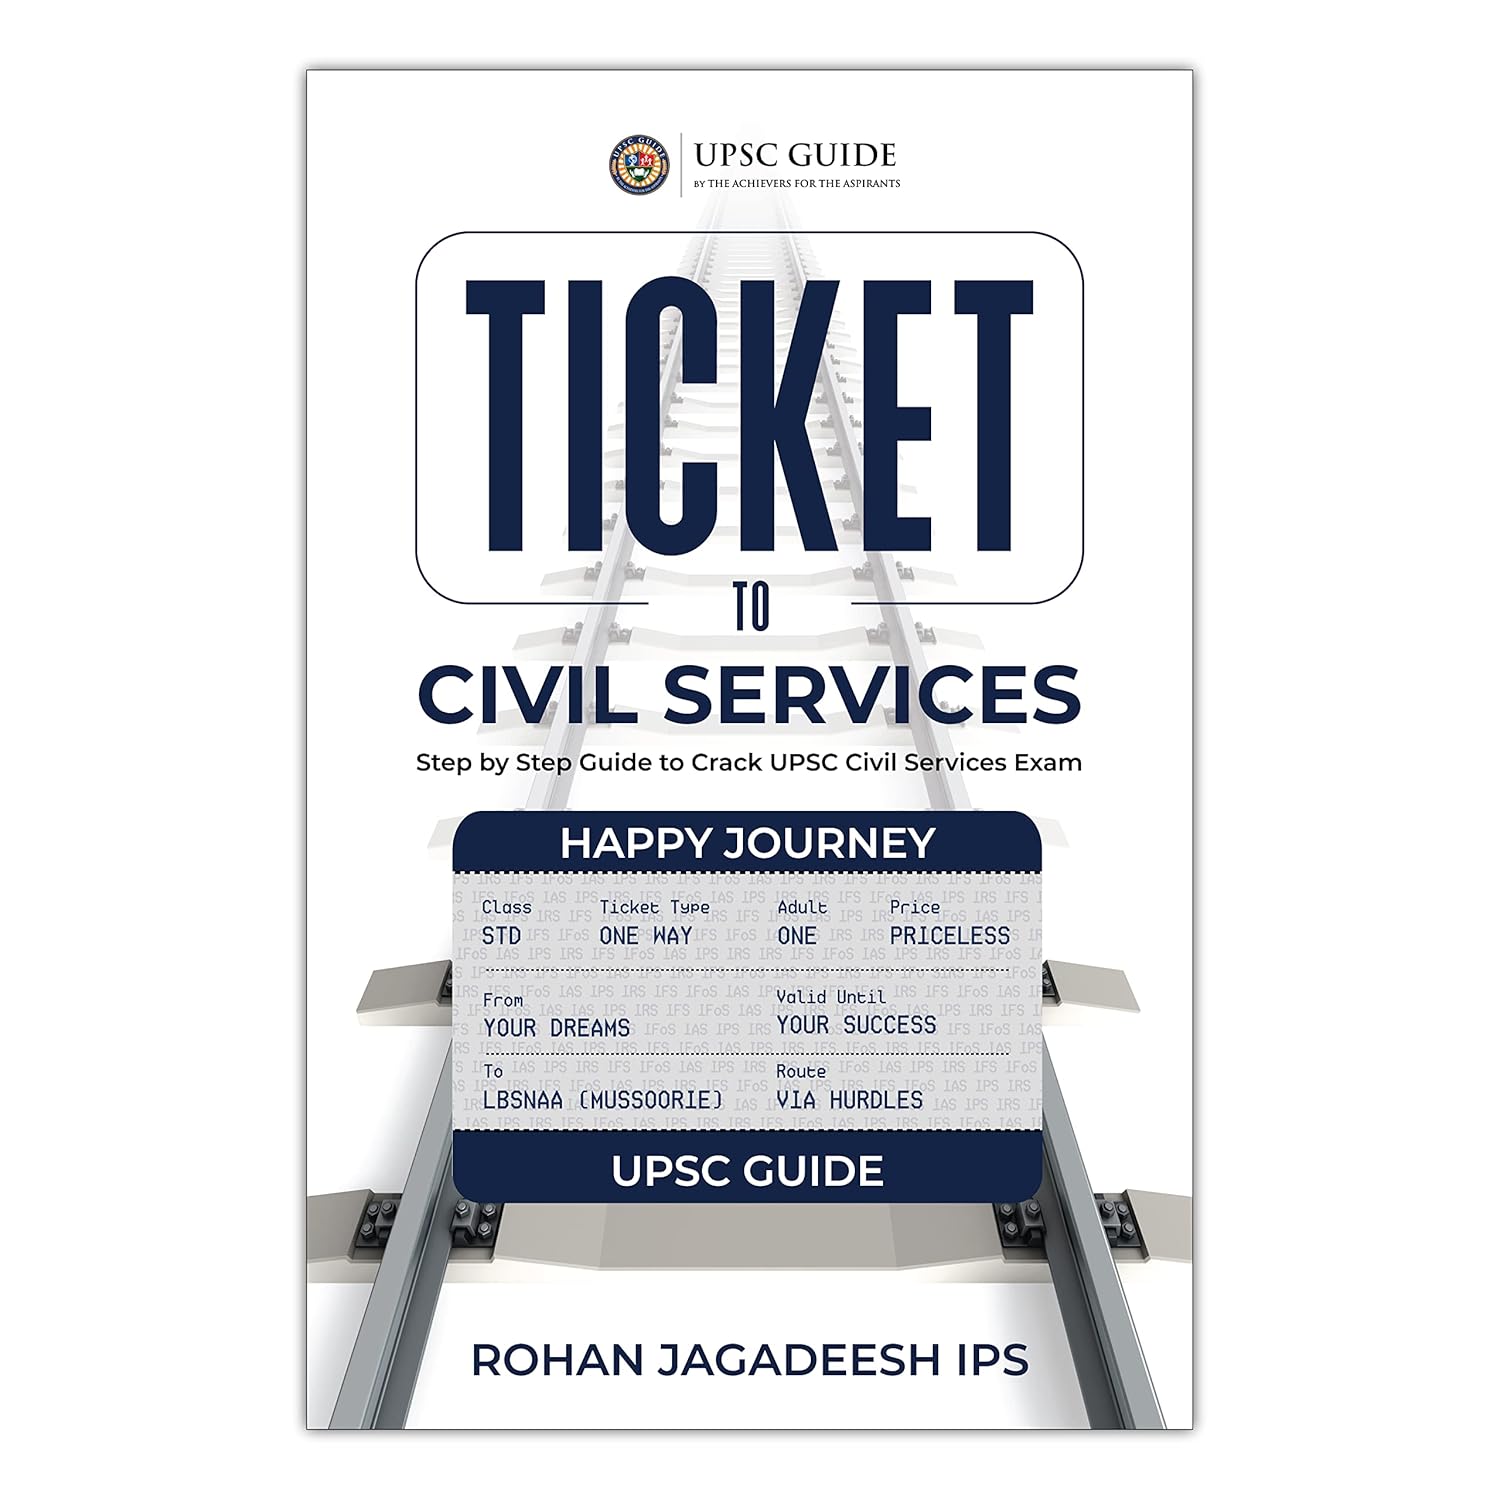 UPSC GUIDE
BY THE ACHIEVERS FOR THE ASPIRANTS
UPSC GUIDE
TICKET
TO
CIVIL SERVICES
Step by Step Guide to Crack UPSC Civil Services Exam
HAPPY JOURNEY
Class Ticket Type Adult Price
STD ONE WAY ONE PRICELESS
From Valid Until
YOUR DREAMS YOUR SUCCESS
To Route
LBSNAA (MUSSOORIE) VIA HURDLES
UPSC GUIDE
ROHAN JAGADEESH IPS